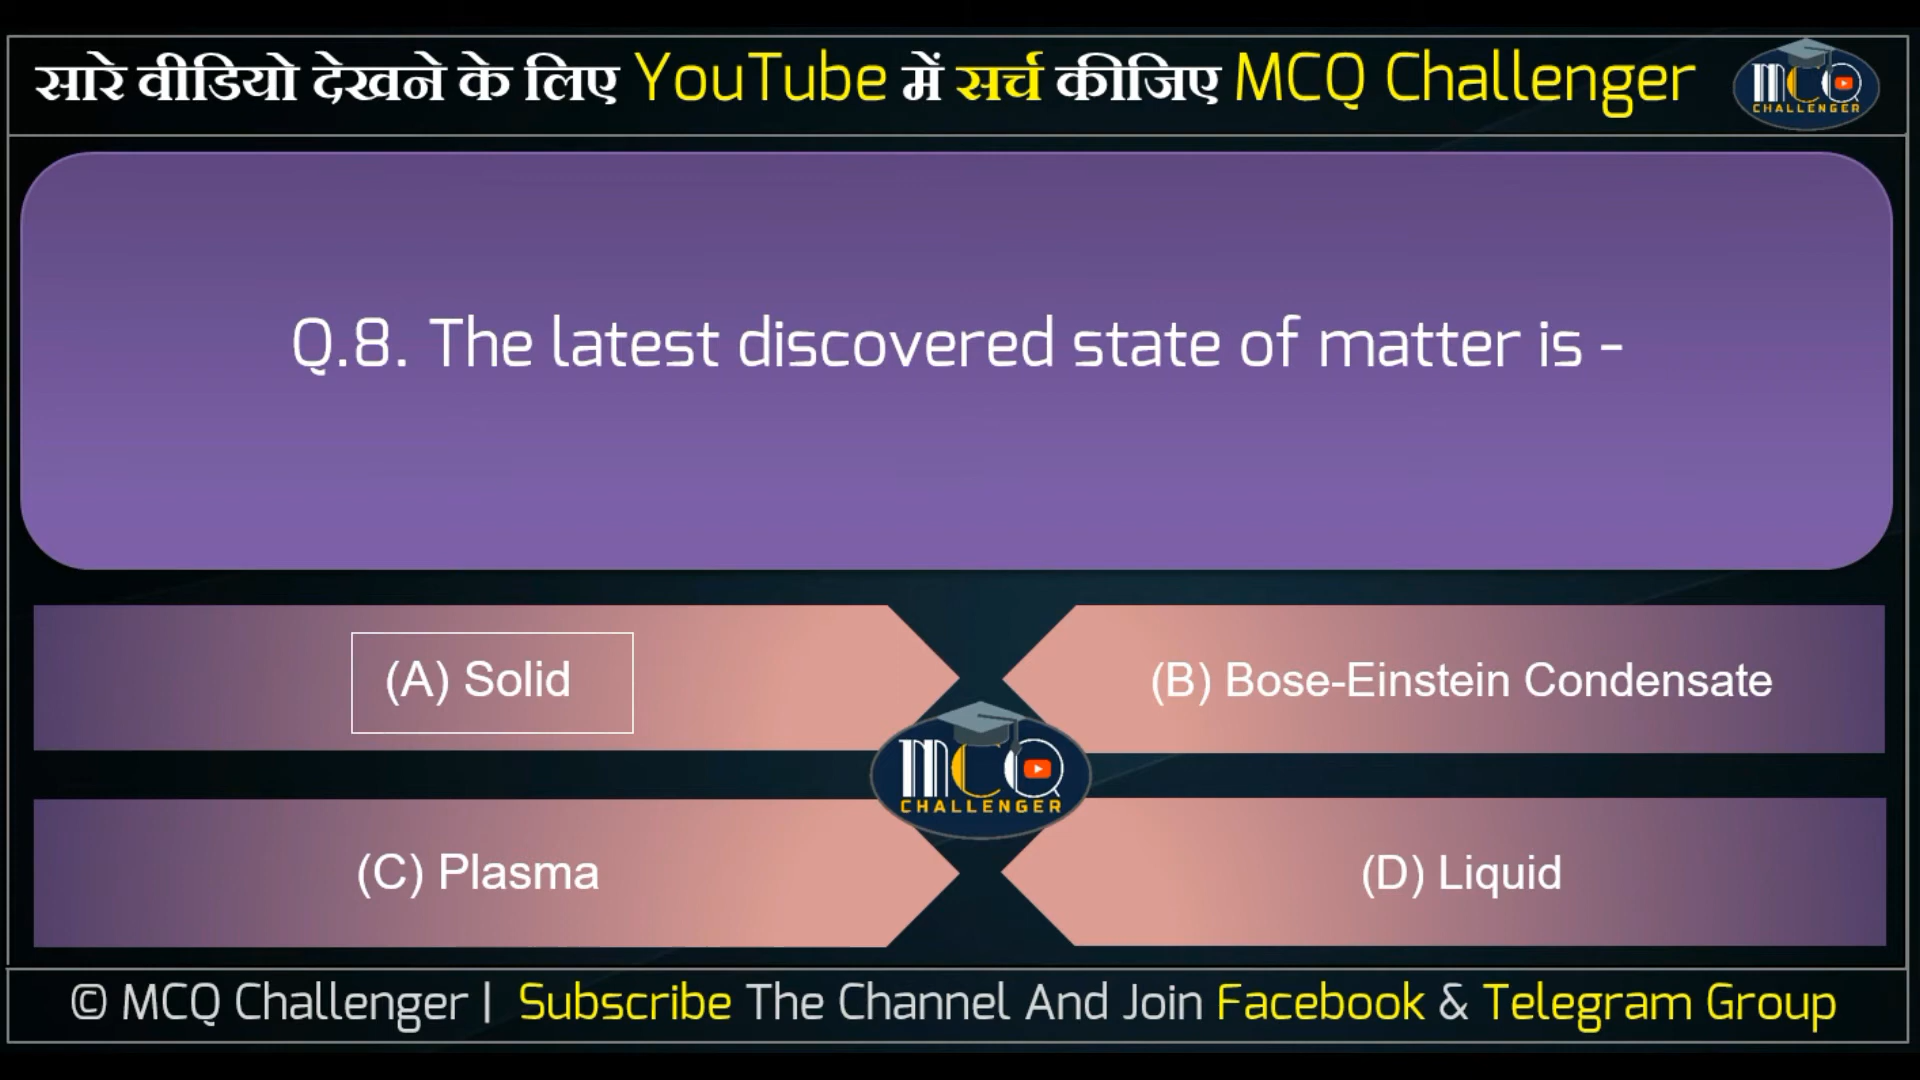 सारे वीडियो देखने के लिए YouTube में सर्च कीजिए MCQ Challenger
MCQ
CHALLENGER
Q.8. The latest discovered state of matter is -
(A) Solid
(B) Bose-Einstein Condensate
MCQ
CHALLENGER
(C) Plasma
(D) Liquid
© MCQ Challenger | Subscribe The Channel And Join Facebook & Telegram Group